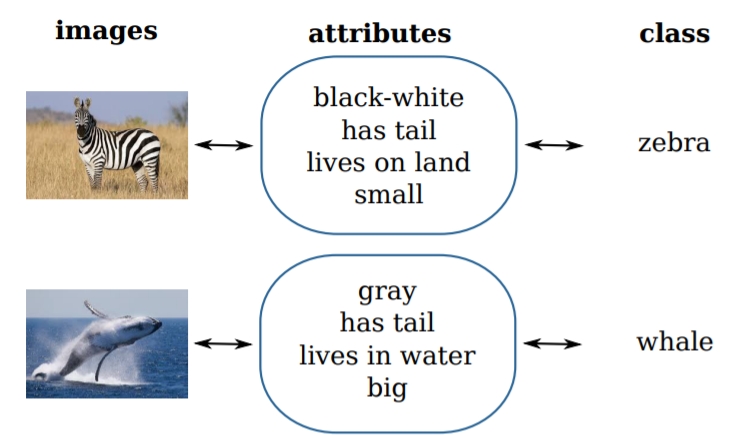 images attributes class
black-white
has tail
lives on land
small
zebra
gray
has tail
lives in water
big
whale